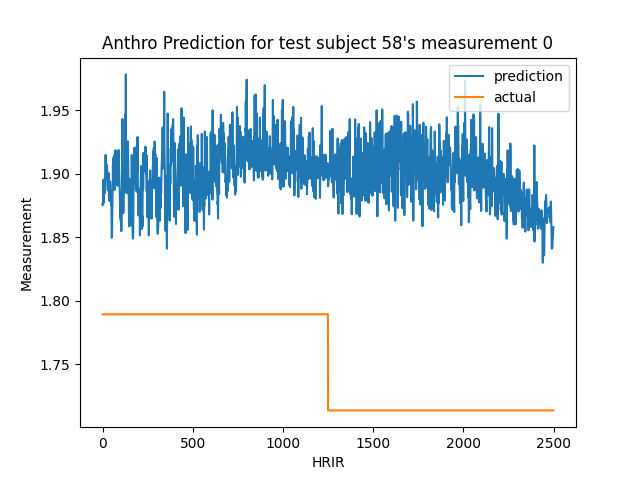 Anthro Prediction for test subject 58's measurement 0
prediction
actual
1.95
1.90
1.85
1.80
1.75
Measurement
0
500
1000
1500
2000
2500
HRIR